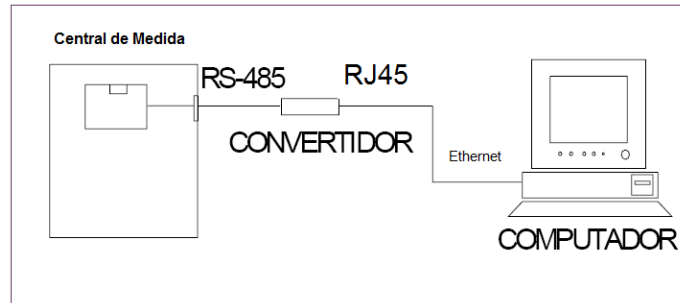 Central de Medida
RS-485
RJ45
CONVERTIDOR
Ethernet
COMPUTADOR